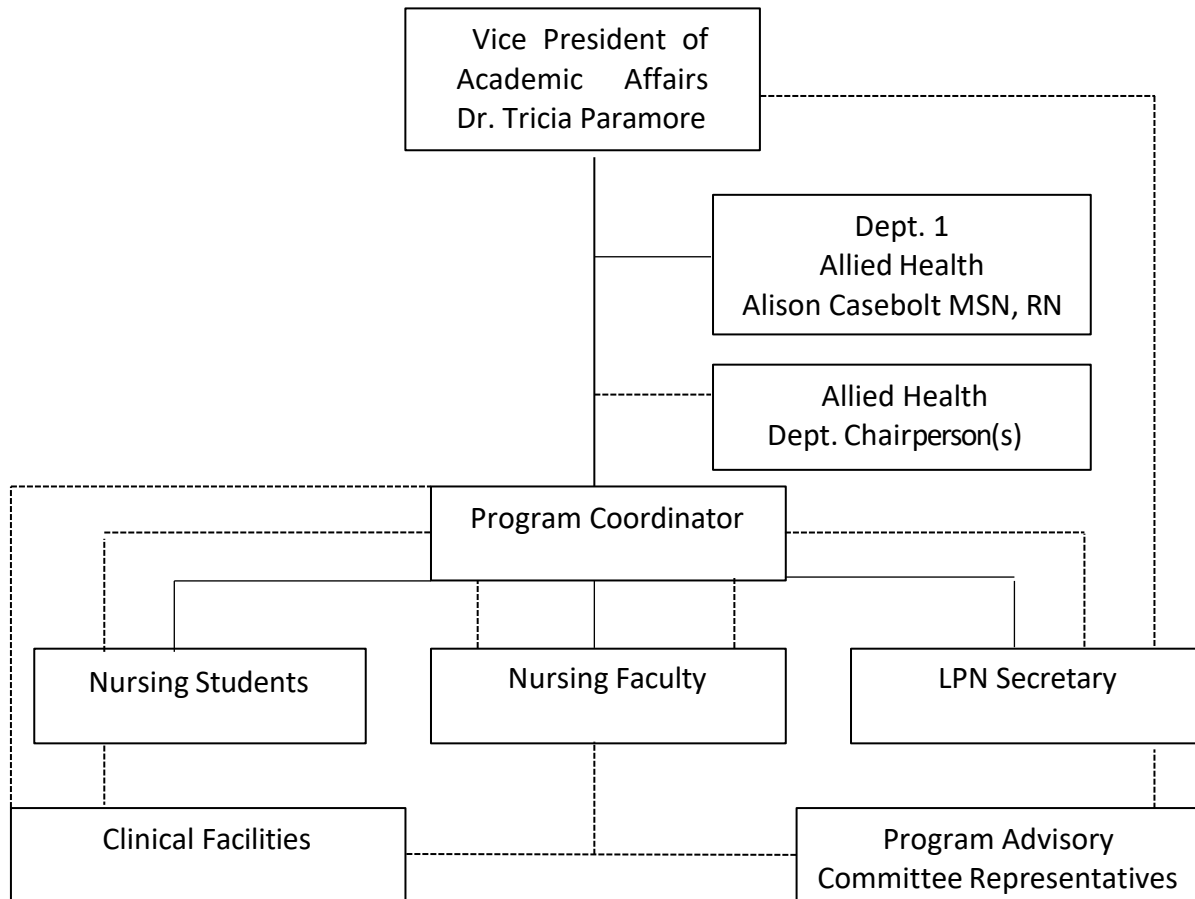 Vice President of
Academic Affairs
Dr. Tricia Paramore
Dept. 1
Allied Health
Alison Casebolt MSN, RN
Allied Health
Dept. Chairperson(s)
Program Coordinator
Nursing Students
Nursing Faculty
LPN Secretary
Clinical Facilities
Program Advisory
Committee Representatives